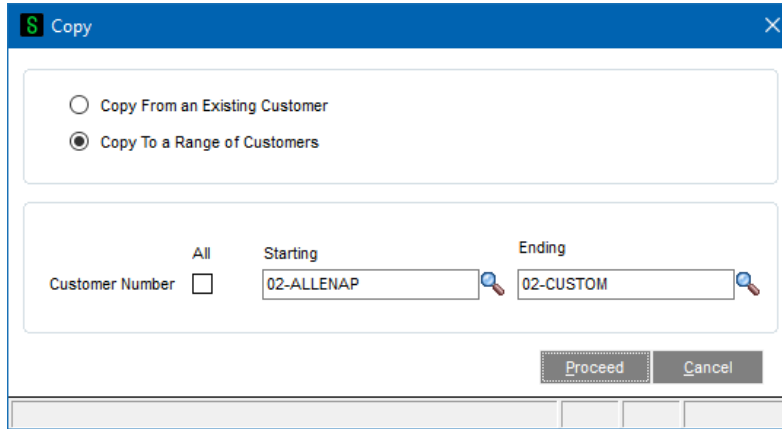 S Copy
Copy From an Existing Customer
Copy To a Range of Customers
All Starting Ending
Customer Number 02-ALLENAP 02-CUSTOM
Proceed Cancel